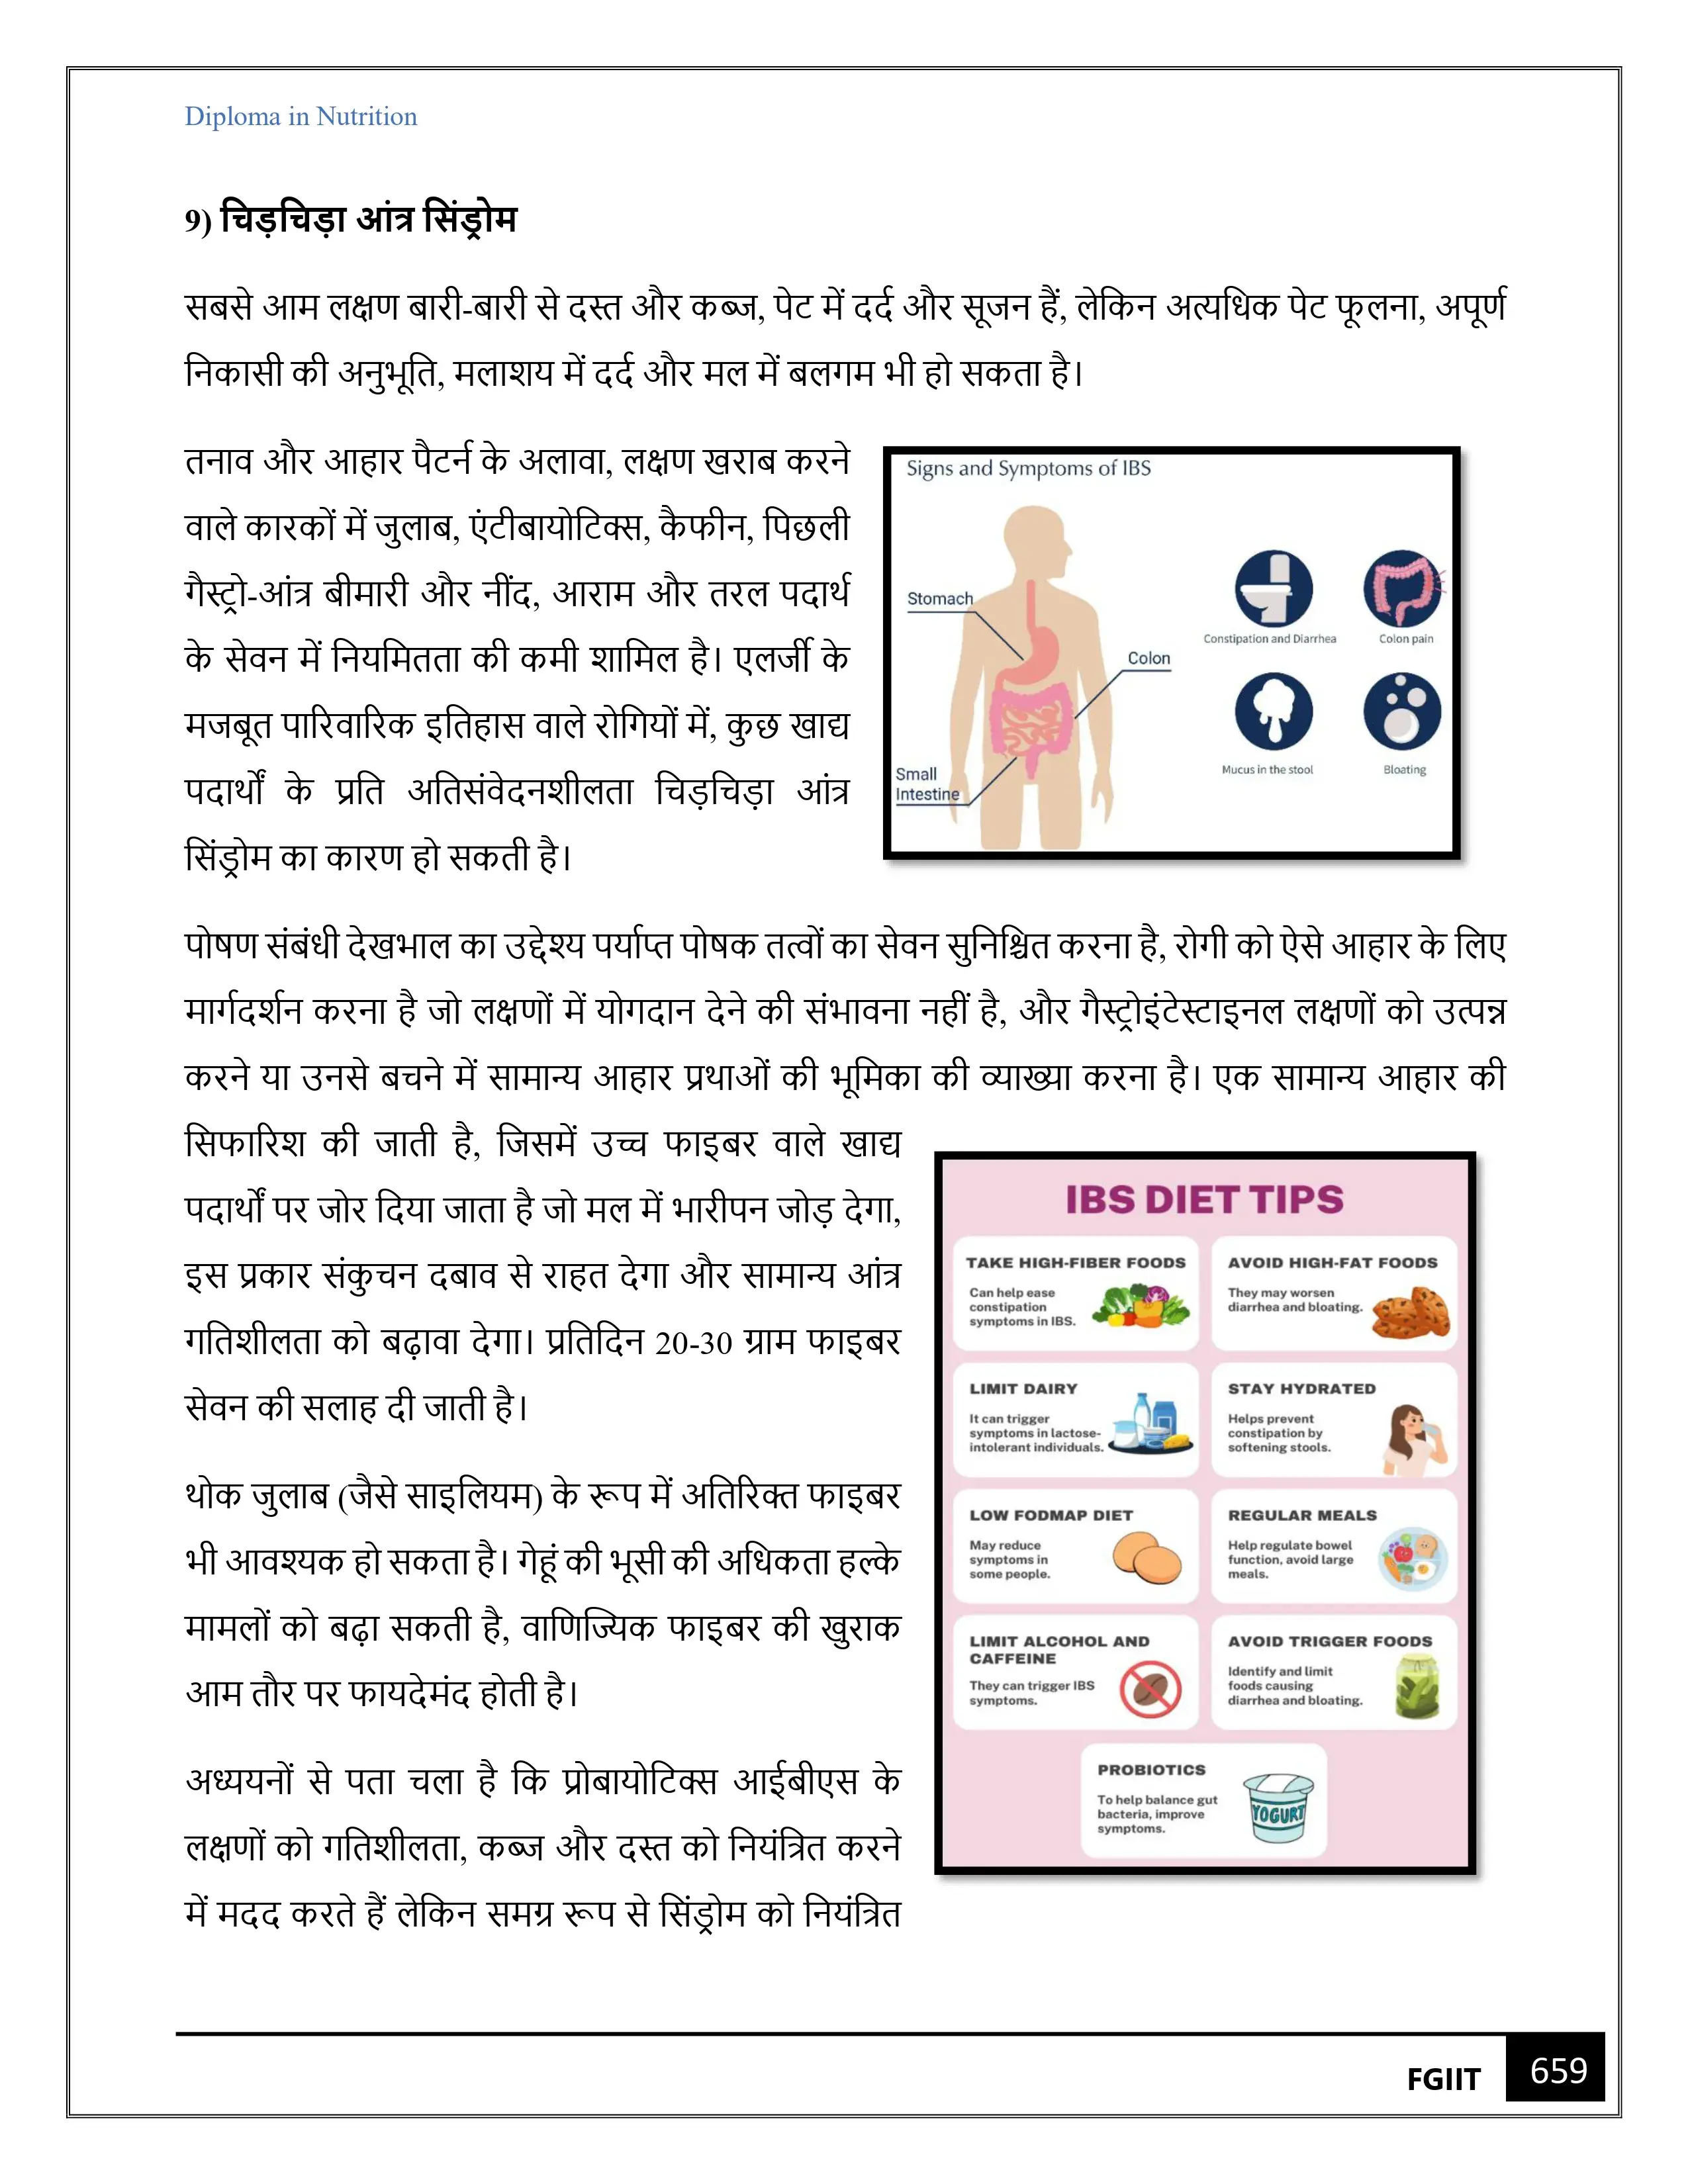 Diploma in Nutrition
9) चिड़चिड़ा आंत्र सिंड्रोम
सबसे आम लक्षण बारी-बारी से दस्त और कब्ज, पेट में दर्द और सूजन हैं, लेकिन अत्यधिक पेट फूलना, अपूर्ण
निकासी की अनुभूति, मलाशय में दर्द और मल में बलगम भी हो सकता है।
तनाव और आहार पैटर्न के अलावा, लक्षण खराब करने
वाले कारकों में जुलाब, एंटीबायोटिक्स, कैफीन, पिछली
गैस्ट्रो-आंत्र बीमारी और नींद, आराम और तरल पदार्थ
के सेवन में नियमितता की कमी शामिल है। एलर्जी के
मजबूत पारिवारिक इतिहास वाले रोगियों में, कुछ खाद्य
पदार्थों के प्रति अतिसंवेदनशीलता चिड़चिड़ा आंत्र
सिंड्रोम का कारण हो सकती है।
Signs and Symptoms of IBS
Stomach
Colon
Small
Intestine
Constipation and Diarrhea
Colon pain
Mucus in the stool
Bloating
पोषण संबंधी देखभाल का उद्देश्य पर्याप्त पोषक तत्वों का सेवन सुनिश्चित करना है, रोगी को ऐसे आहार के लिए
मार्गदर्शन करना है जो लक्षणों में योगदान देने की संभावना नहीं है, और गैस्ट्रोइंटेस्टाइनल लक्षणों को उत्पन्न
करने या उनसे बचने में सामान्य आहार प्रथाओं की भूमिका की व्याख्या करना है। एक सामान्य आहार की
सिफारिश की जाती है, जिसमें उच्च फाइबर वाले खाद्य
पदार्थों पर जोर दिया जाता है जो मल में भारीपन जोड़ देगा,
इस प्रकार संकुचन दबाव से राहत देगा और सामान्य आंत्र
गतिशीलता को बढ़ावा देगा। प्रतिदिन 20-30 ग्राम फाइबर
सेवन की सलाह दी जाती है।
थोक जुलाब (जैसे साइलियम) के रूप में अतिरिक्त फाइबर
भी आवश्यक हो सकता है। गेहूं की भूसी की अधिकता हल्के
मामलों को बढ़ा सकती है, वाणिज्यिक फाइबर की खुराक
आम तौर पर फायदेमंद होती है।
अध्ययनों से पता चला है कि प्रोबायोटिक्स आईबीएस के
लक्षणों को गतिशीलता, कब्ज और दस्त को नियंत्रित करने
में मदद करते हैं लेकिन समग्र रूप से सिंड्रोम को नियंत्रित
IBS DIET TIPS
TAKE HIGH-FIBER FOODS
Can help ease
constipation
symptoms in IBS.
AVOID HIGH-FAT FOODS
They may worsen
diarrhea and bloating.
LIMIT DAIRY
It can trigger
symptoms in lactose-
intolerant individuals.
STAY HYDRATED
Helps prevent
constipation by
softening stools.
LOW FODMAP DIET
May reduce
symptoms in
some people.
REGULAR MEALS
Help regulate bowel
function, avoid large
meals.
LIMIT ALCOHOL AND
CAFFEINE
They can trigger IBS
symptoms.
AVOID TRIGGER FOODS
Identify and limit
foods causing
diarrhea and bloating.
PROBIOTICS
To help balance gut
bacteria, improve
symptoms.
YOGURT
FGIIT
659